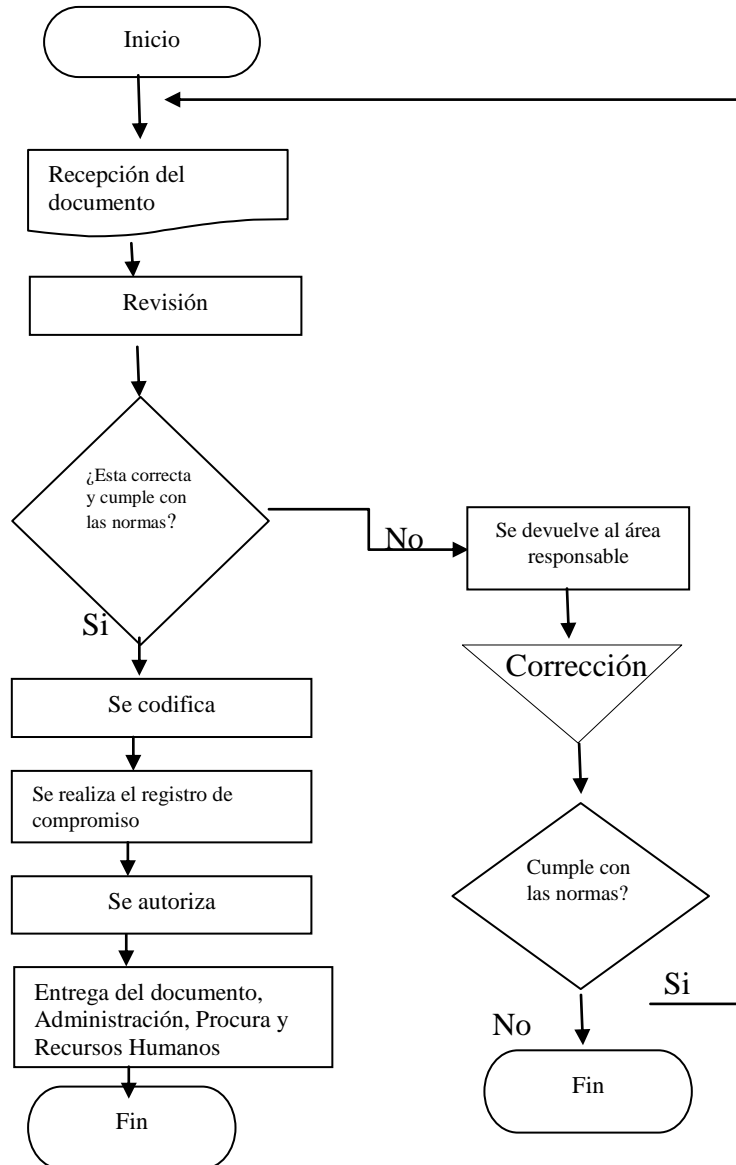 Inicio
Recepción del
documento
Revisión
¿Esta correcta
y cumple con
las normas?
No
Se devuelve al área
responsable
Si
Corrección
Se codifica
Se realiza el registro de
compromiso
Se autoriza
Cumple con
las normas?
Si
No
Entrega del documento,
Administración, Procura y
Recursos Humanos
Fin
Fin